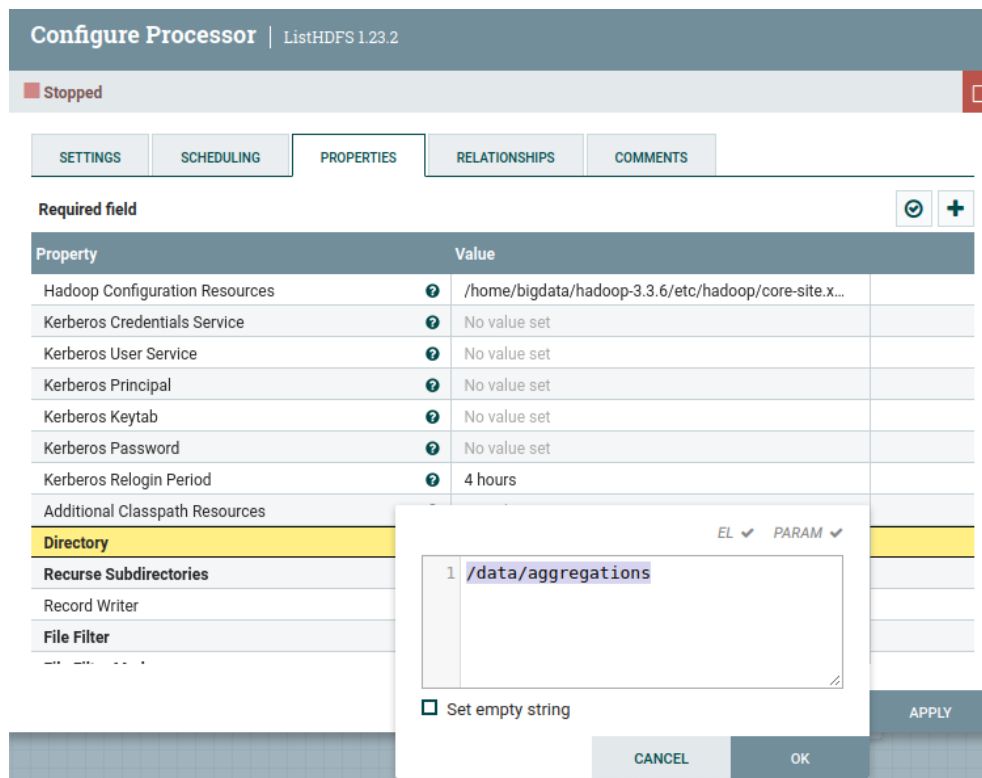 Configure Processor | ListHDFS 1.23.2
Stopped
SETTINGS SCHEDULING PROPERTIES RELATIONSHIPS COMMENTS
Required field
Property Value
Hadoop Configuration Resources /home/bigdata/hadoop-3.3.6/etc/hadoop/core-site.x...
Kerberos Credentials Service No value set
Kerberos User Service No value set
Kerberos Principal No value set
Kerberos Keytab No value set
Kerberos Password No value set
Kerberos Relogin Period 4 hours
Additional Classpath Resources
EL PARAM
Directory
1 /data/aggregations
Recurse Subdirectories
Record Writer
File Filter
Set empty string
APPLY
CANCEL OK